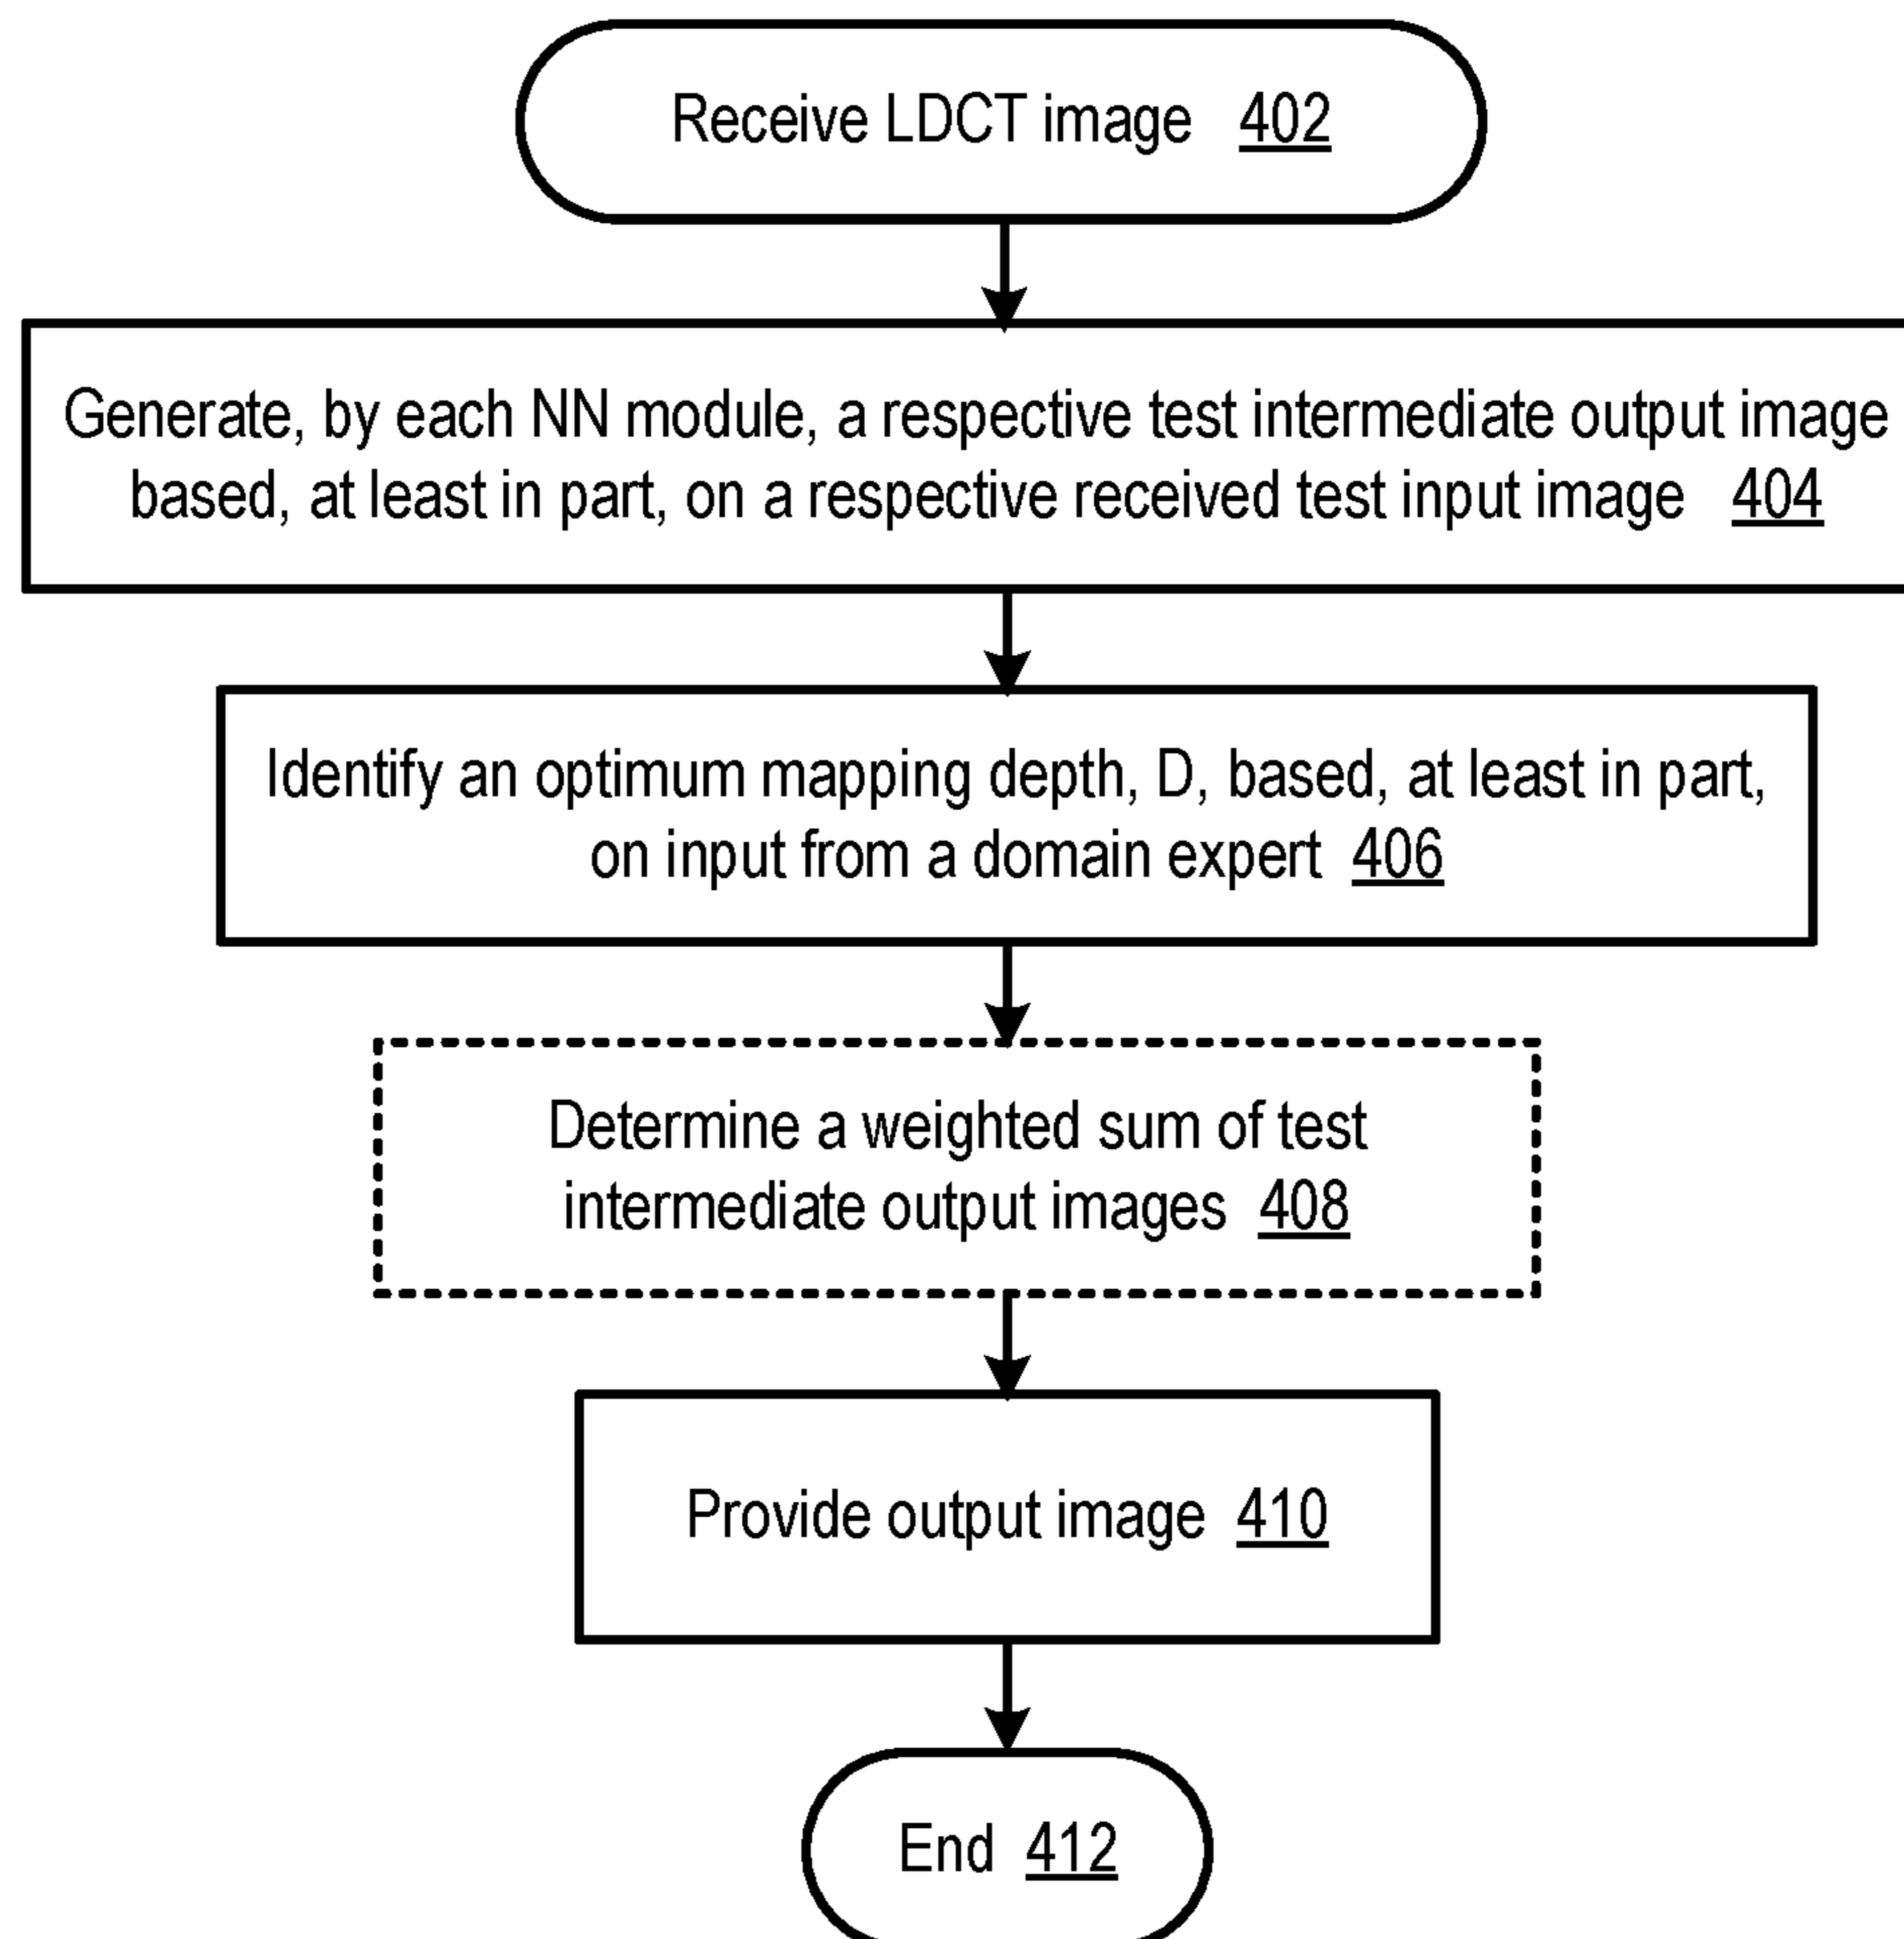 Receive LDCT image 402
Generate, by each NN module, a respective test intermediate output image
based, at least in part, on a respective received test input image 404
Identify an optimum mapping depth, D, based, at least in part,
on input from a domain expert 406
Determine a weighted sum of test
intermediate output images 408
Provide output image 410
End 412